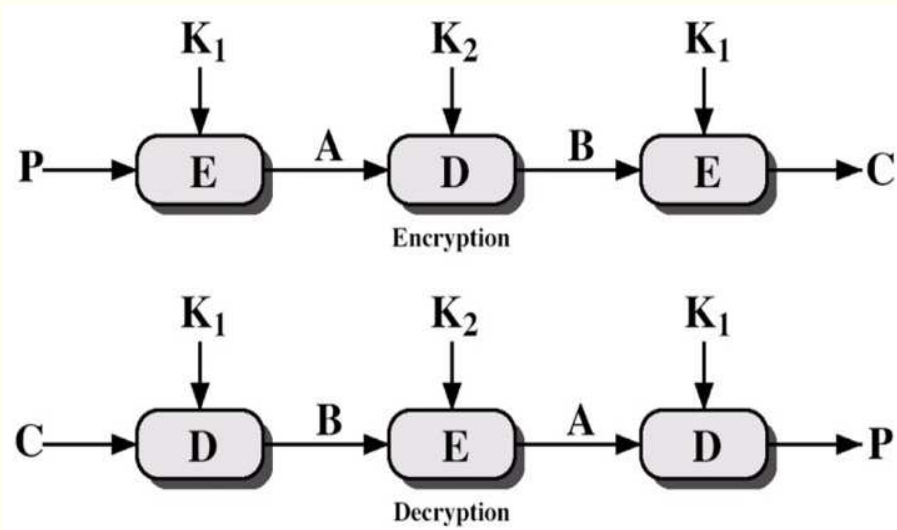 K₁ K₂ K₁
P E A D B E C
Encryption
K₁ K₂ K₁
C D B E A D P
Decryption